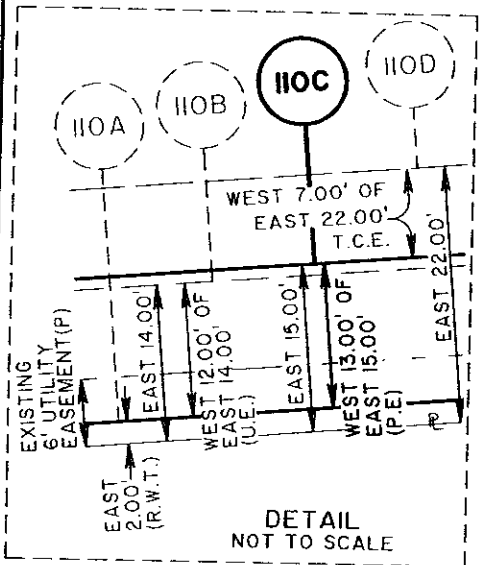 110A
110B
110C
110D
WEST 7.00' OF
EAST 22.00'
T.C.E.
EAST 22.00'
EXISTING
6' UTILITY
EASEMENT(P)
EAST 14.00'
WEST 12.00' OF
EAST 14.00'
(U.E.)
EAST 15.00'
WEST 13.00' OF
EAST 15.00'
(P.E)
PL
EAST
2.00'
(R.W.T.)
DETAIL
NOT TO SCALE